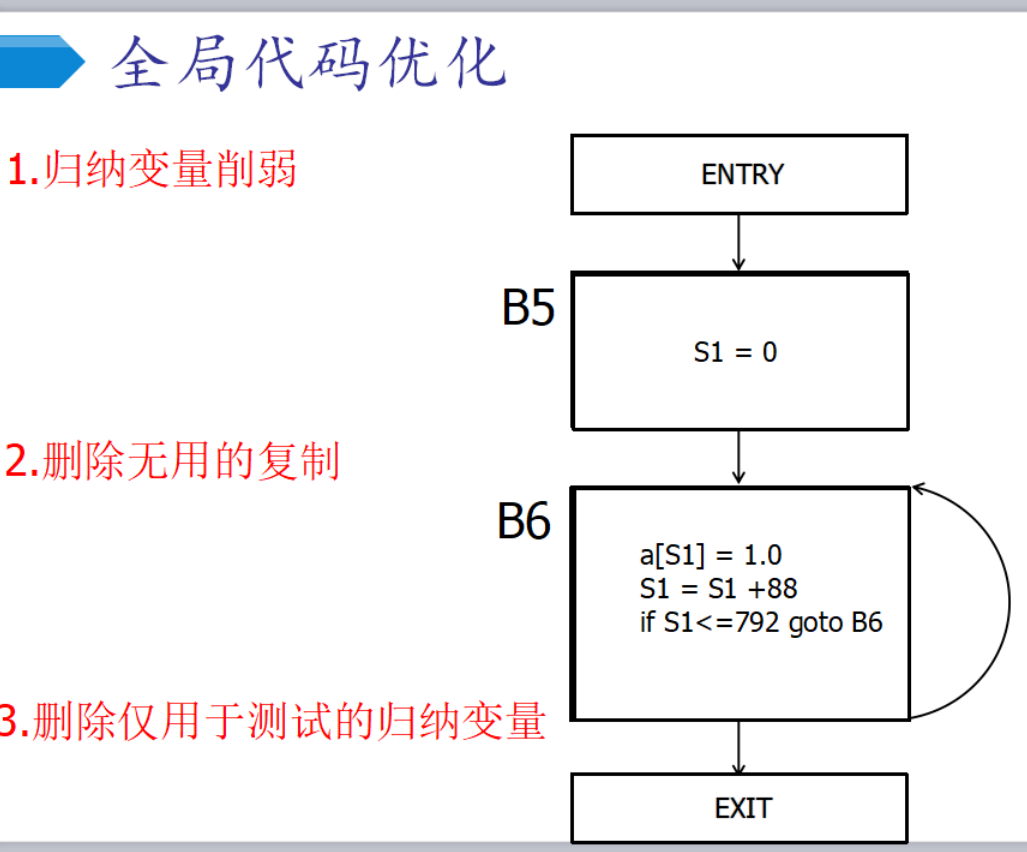 全局代码优化
1.归纳变量削弱
ENTRY
B5
S1 = 0
2.删除无用的复制
B6
a[S1] = 1.0
S1 = S1 +88
if S1<=792 goto B6
3.删除仅用于测试的归纳变量
EXIT